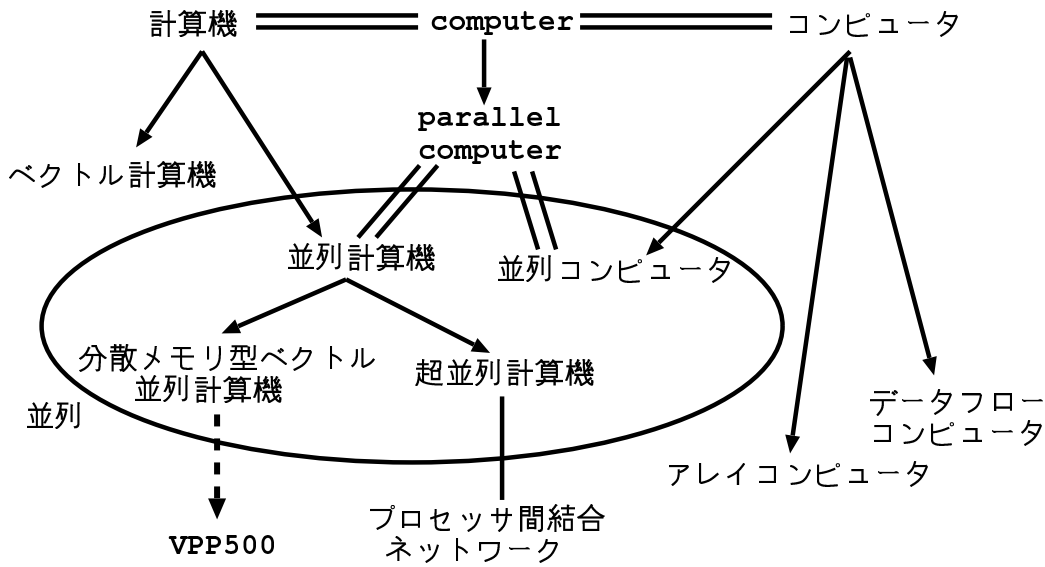 計算機
computer
コンピュータ
parallel
computer
ベクトル計算機
並列計算機
並列コンピュータ
分散メモリ型ベクトル
並列計算機
超並列計算機
並列
データフロー
コンピュータ
アレイコンピュータ
プロセッサ間結合
ネットワーク
VPP500